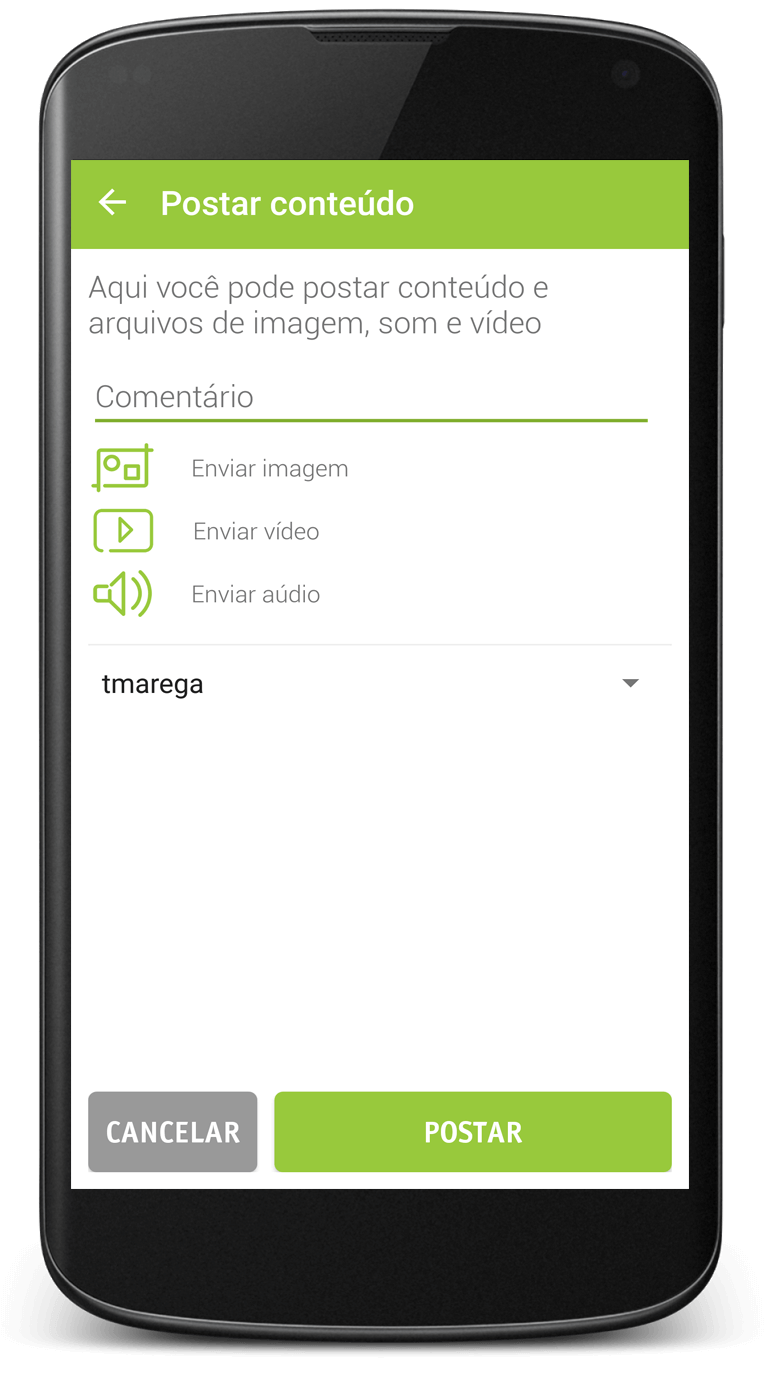 Postar conteúdo
Aqui você pode postar conteúdo e
arquivos de imagem, som e vídeo
Comentário
Enviar imagem
Enviar vídeo
Enviar aúdio
tmarega
CANCELAR
POSTAR